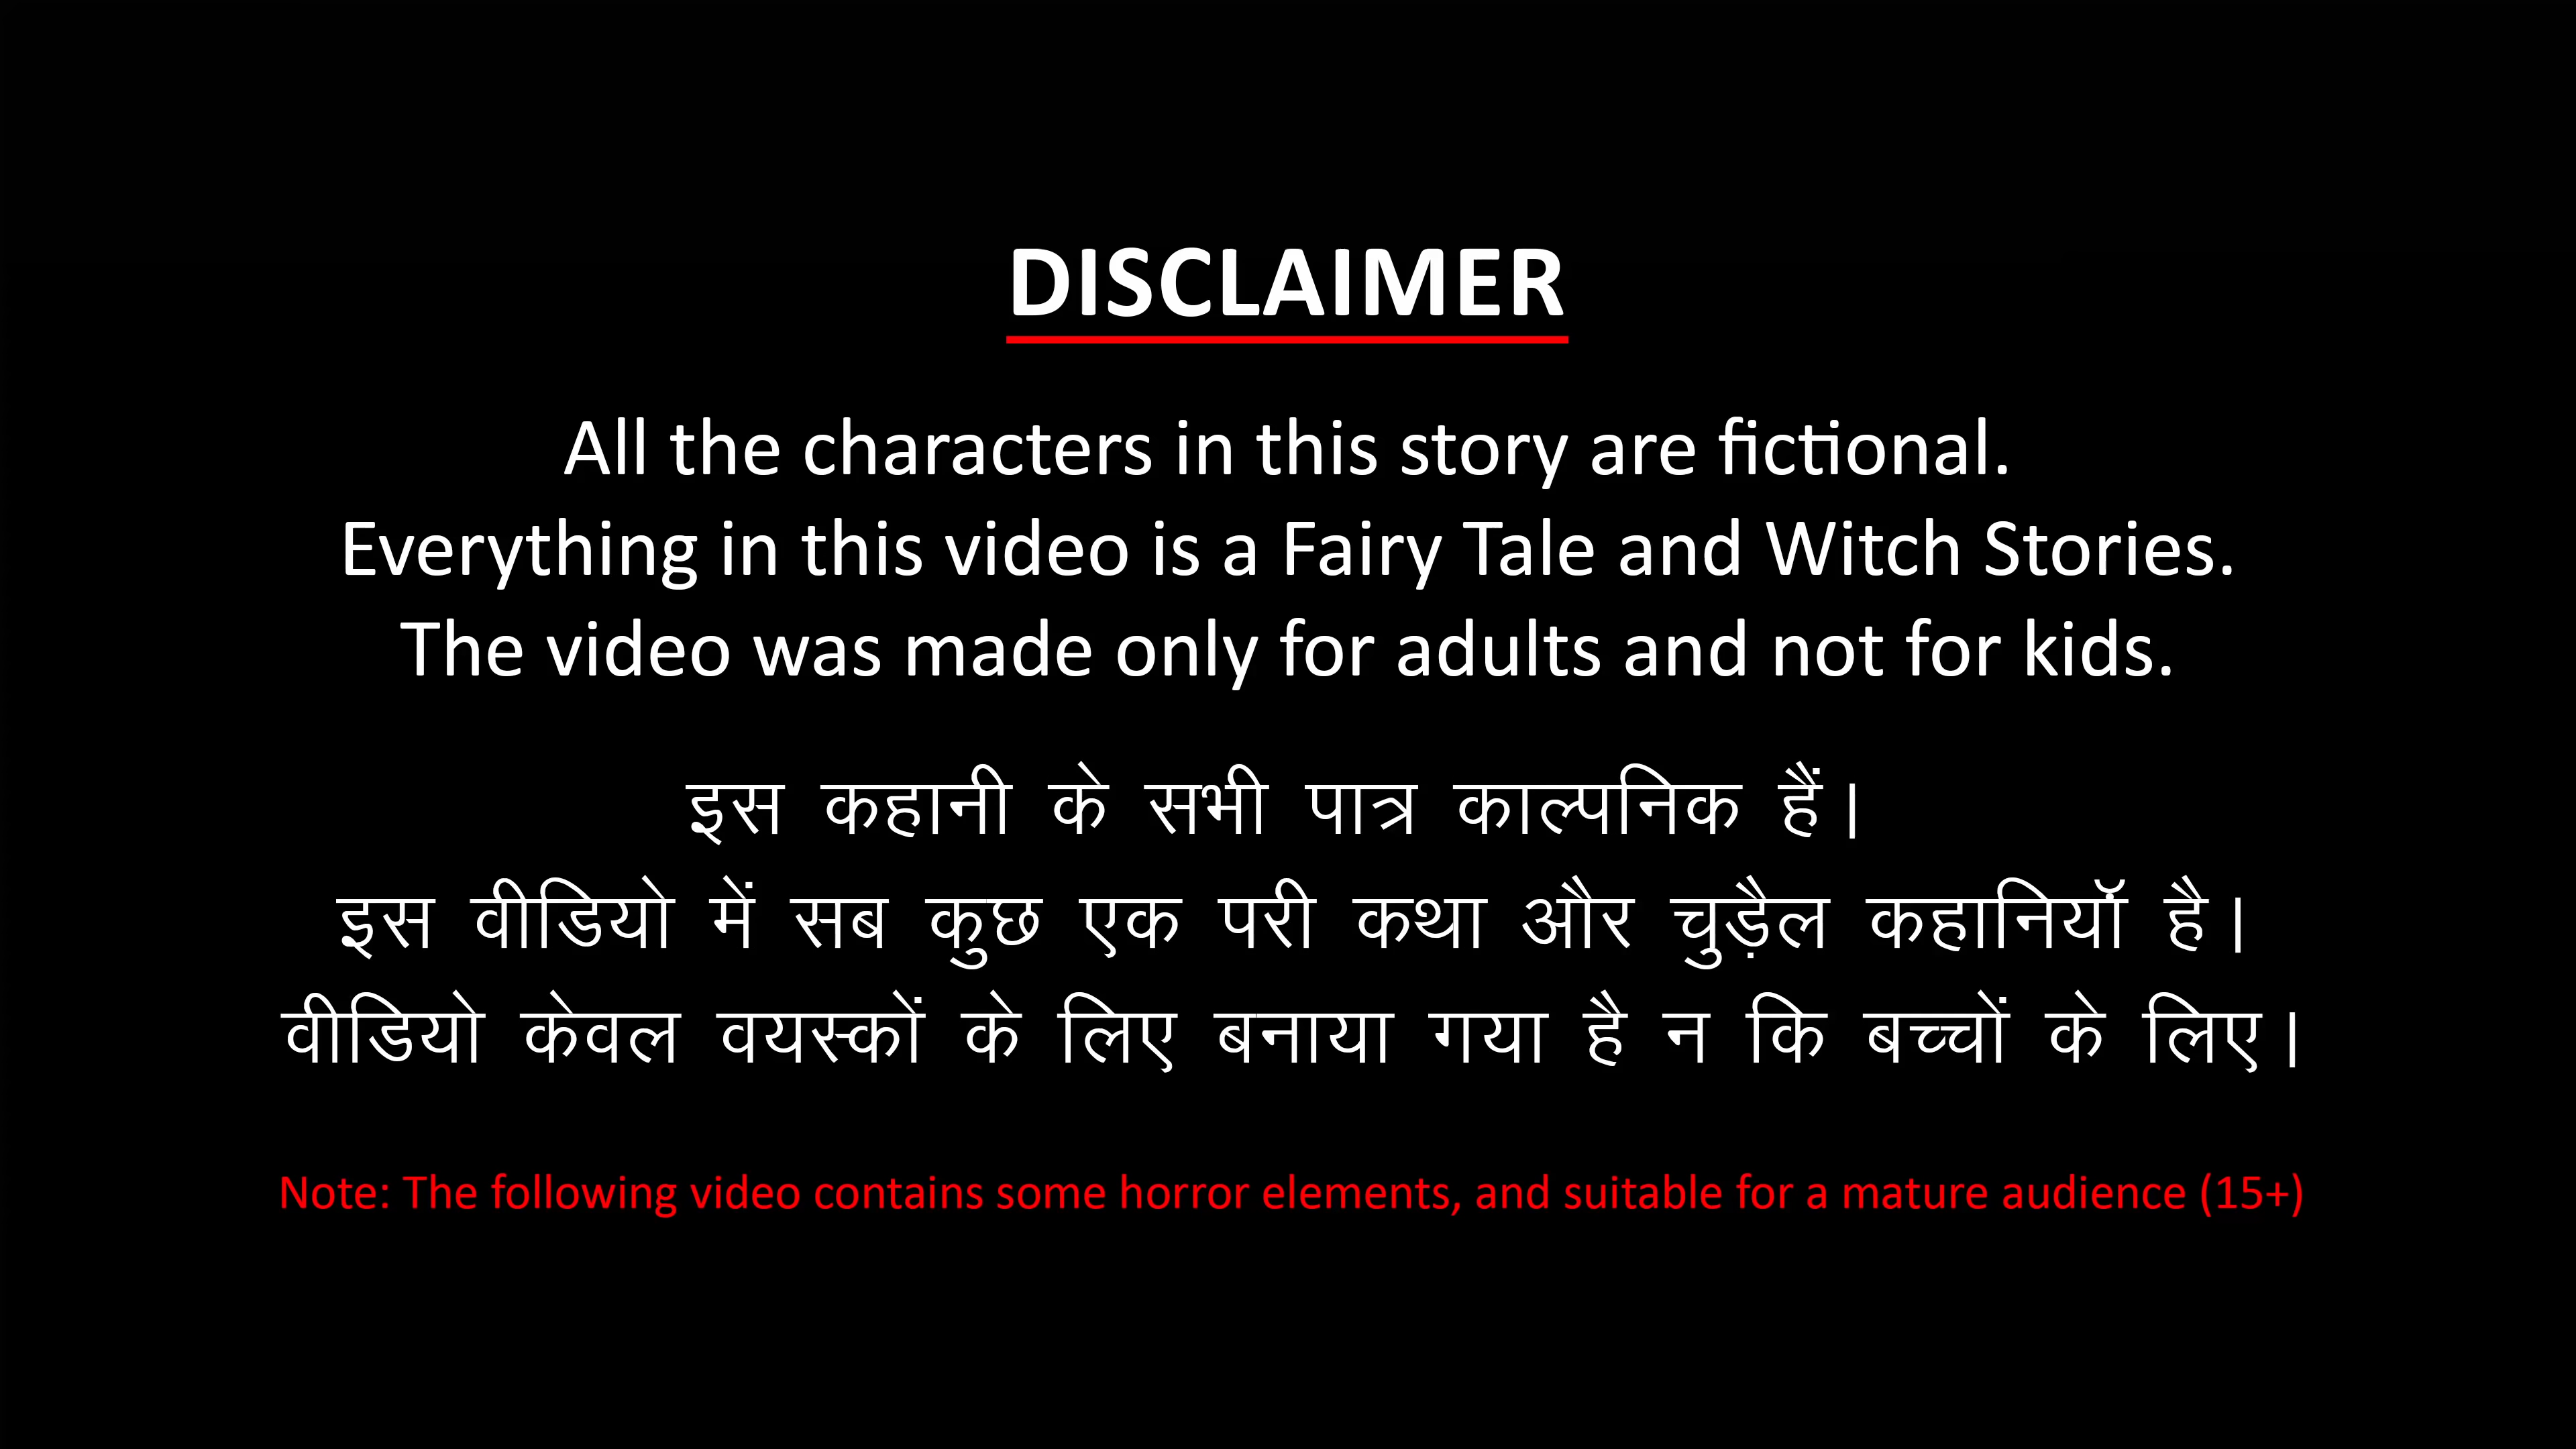 DISCLAIMER
All the characters in this story are fictional.
Everything in this video is a Fairy Tale and Witch Stories.
The video was made only for adults and not for kids.
इस कहानी के सभी पात्र काल्पनिक हैं।
इस वीडियो में सब कुछ एक परी कथा और चुड़ैल कहानियॉ है।
वीडियो केवल वयस्कों के लिए बनाया गया है न कि बच्चों के लिए।
Note: The following video contains some horror elements, and suitable for a mature audience (15+)